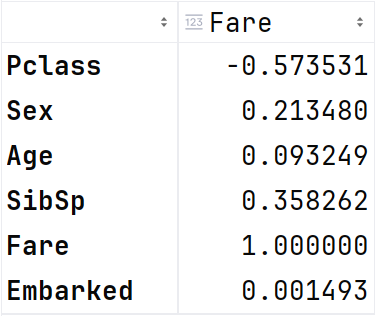 123 Fare
Pclass -0.573531
Sex 0.213480
Age 0.093249
SibSp 0.358262
Fare 1.000000
Embarked 0.001493